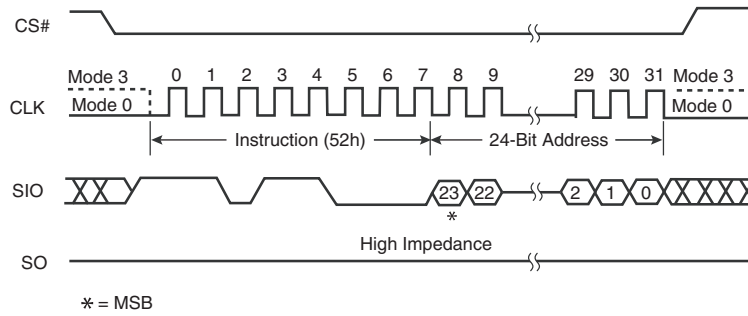 CS#
Mode 3 0 1 2 3 4 5 6 7 8 9 29 30 31 Mode 3
CLK Mode 0 Mode 0
Instruction (52h) 24-Bit Address
SIO 23 22 2 1 0
*
High Impedance
SO
* = MSB